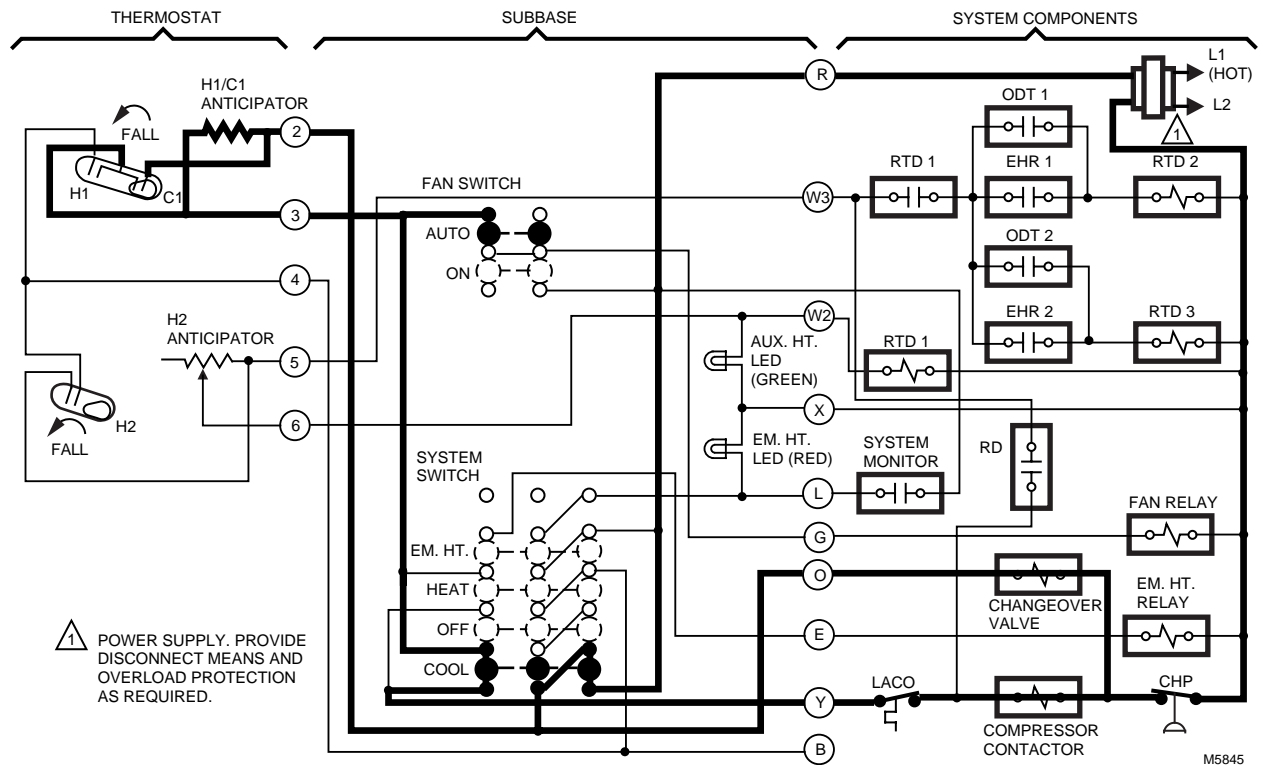 THERMOSTAT
SUBBASE
SYSTEM COMPONENTS
H1/C1
ANTICIPATOR
FALL
H1
C1
2
3
4
5
6
H2
ANTICIPATOR
H2
FALL
FAN SWITCH
AUTO
ON
SYSTEM
SWITCH
EM. HT.
HEAT
OFF
COOL
AUX. HT.
LED
(GREEN)
EM. HT.
LED (RED)
R
W3
W2
X
L
G
O
E
Y
B
L1
(HOT)
L2
1
ODT 1
RTD 1
EHR 1
RTD 2
ODT 2
EHR 2
RTD 3
RTD 1
SYSTEM
MONITOR
RD
FAN RELAY
CHANGEOVER
VALVE
EM. HT.
RELAY
LACO
CHP
COMPRESSOR
CONTACTOR
1 POWER SUPPLY. PROVIDE
DISCONNECT MEANS AND
OVERLOAD PROTECTION
AS REQUIRED.
M5845